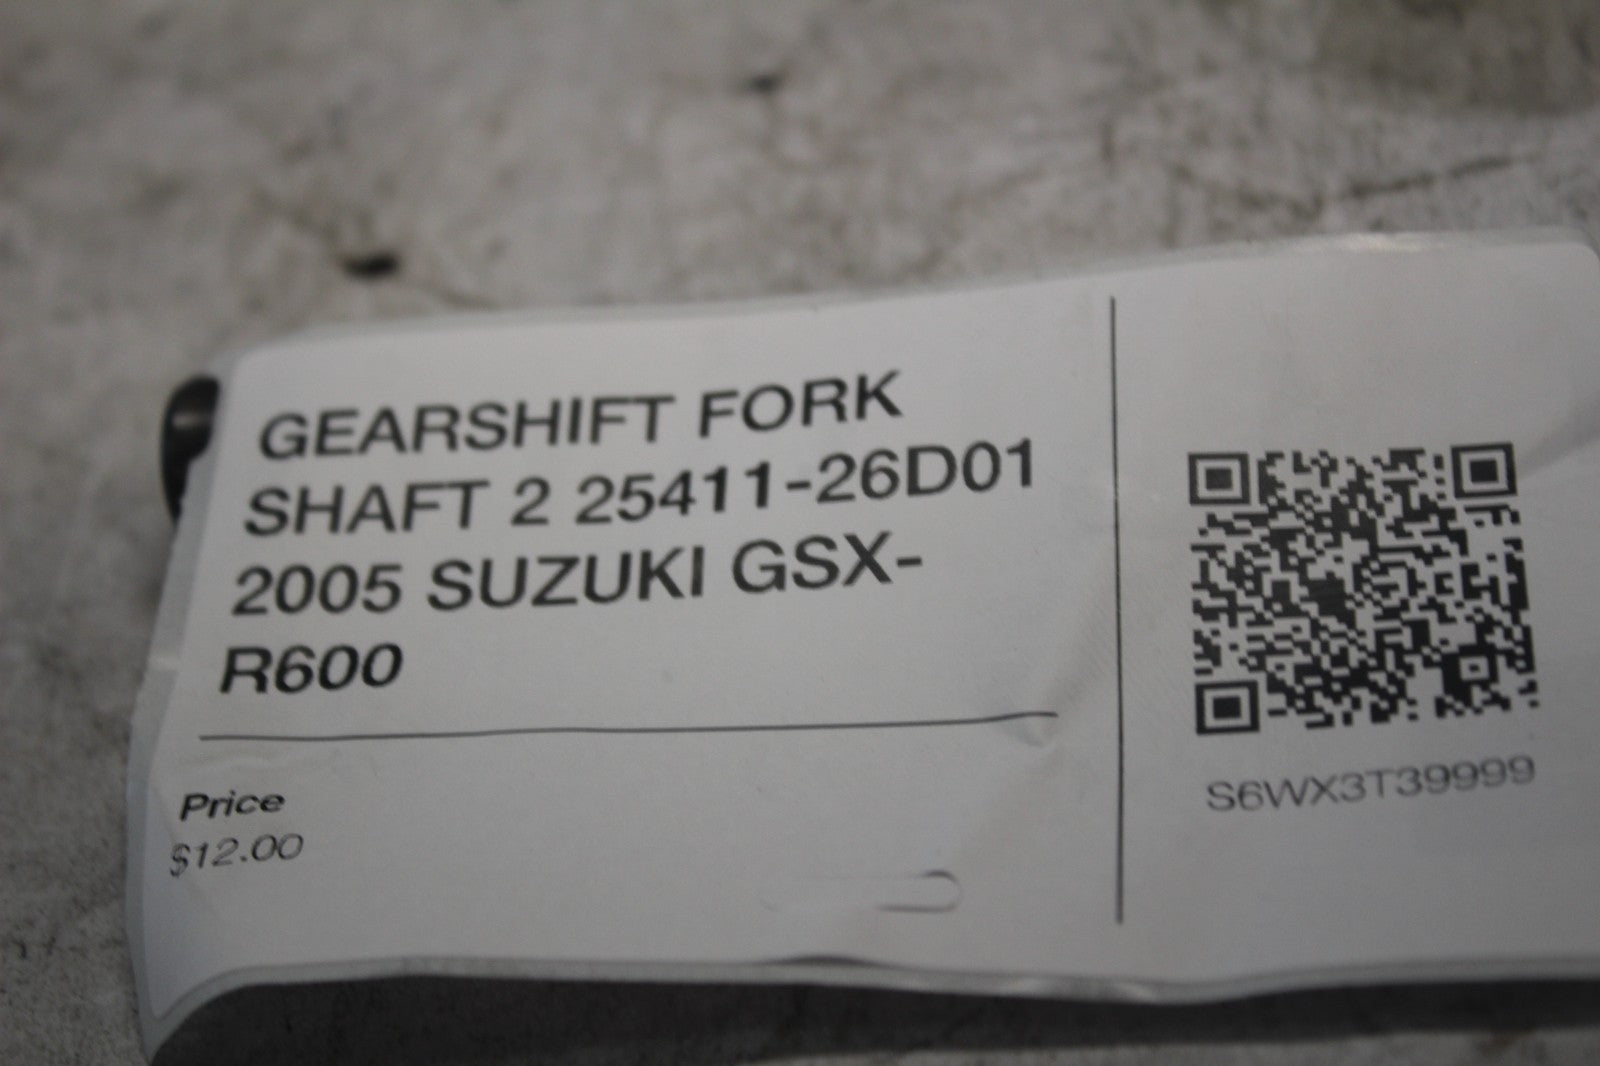 GEARSHIFT FORK
SHAFT 2 25411-26D01
2005 SUZUKI GSX-
R600
Price
$12.00
S6WX3T39999